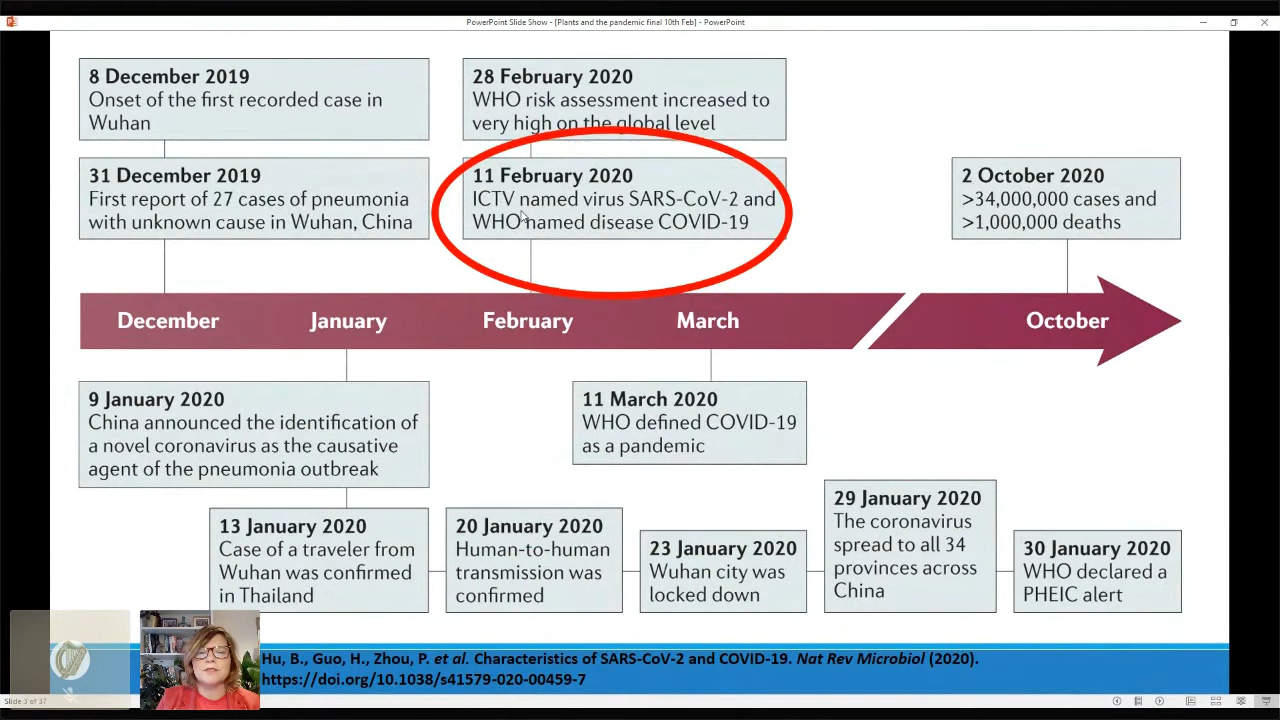 PowerPoint Slide Show - [Plants and the pandemic final 10th Feb] - PowerPoint
8 December 2019
Onset of the first recorded case in
Wuhan
28 February 2020
WHO risk assessment increased to
very high on the global level
31 December 2019
First report of 27 cases of pneumonia
with unknown cause in Wuhan, China
11 February 2020
ICTV named virus SARS-CoV-2 and
WHO named disease COVID-19
2 October 2020
>34,000,000 cases and
>1,000,000 deaths
December January February March October
9 January 2020
China announced the identification of
a novel coronavirus as the causative
agent of the pneumonia outbreak
11 March 2020
WHO defined COVID-19
as a pandemic
13 January 2020
Case of a traveler from
Wuhan was confirmed
in Thailand
20 January 2020
Human-to-human
transmission was
confirmed
23 January 2020
Wuhan city was
locked down
29 January 2020
The coronavirus
spread to all 34
provinces across
China
30 January 2020
WHO declared a
PHEIC alert
Hu, B., Guo, H., Zhou, P. et al. Characteristics of SARS-CoV-2 and COVID-19. Nat Rev Microbiol (2020).
https://doi.org/10.1038/s41579-020-00459-7
Slide 3 of 37